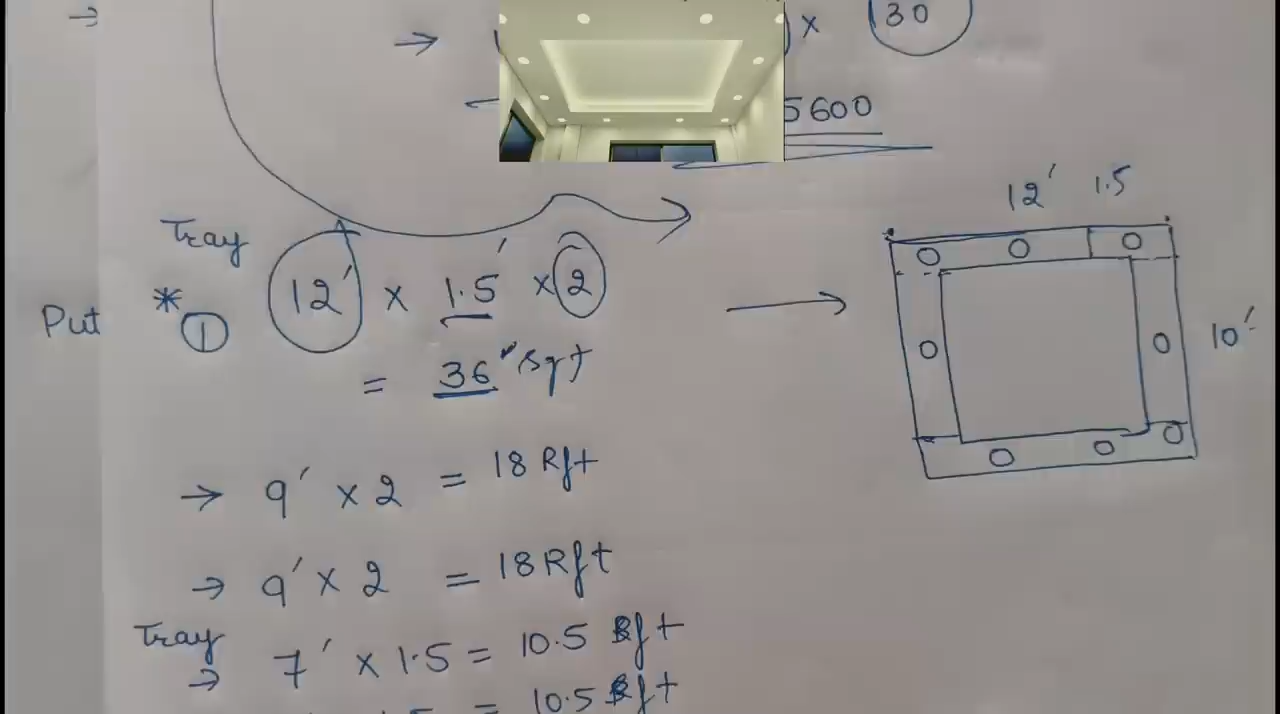 →
→ ) × 30
5600
12' 1.5
Tray
Put * ① 12' × 1.5' × 2 →
10'
= 36 sqft
→ 9' × 2 = 18 Rft
→ 9' × 2 = 18 Rft
Tray
→ 7' × 1.5 = 10.5 Rft
= 10.5 Rft